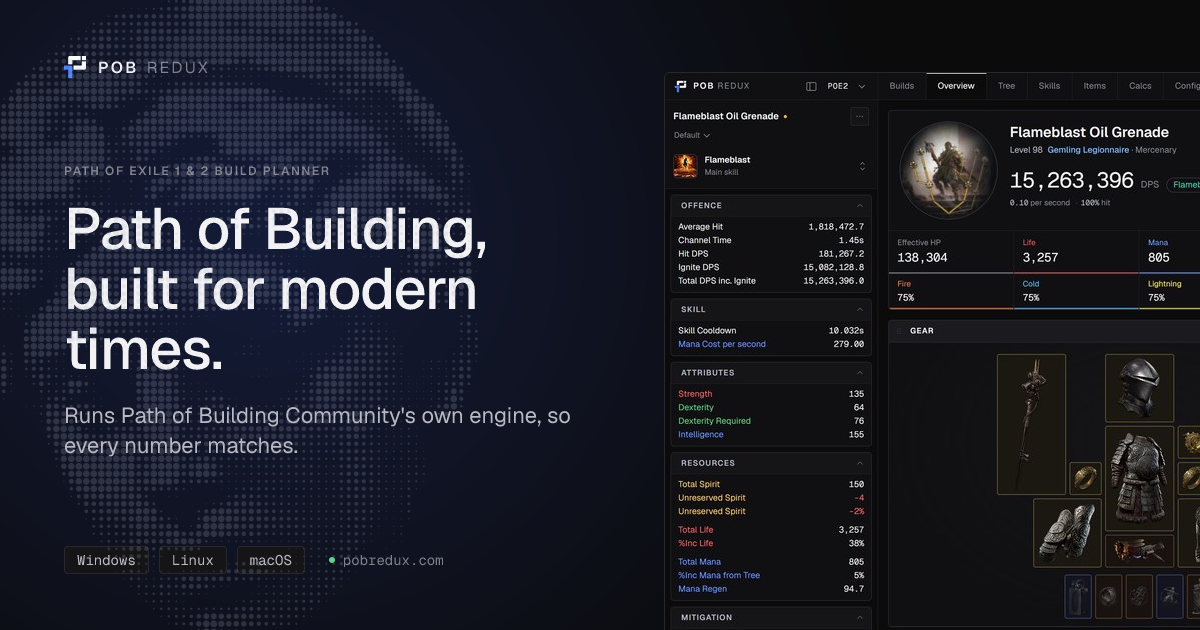 POB REDUX
PATH OF EXILE 1 & 2 BUILD PLANNER
Path of Building,
built for modern
times.
Runs Path of Building Community's own engine, so
every number matches.
Windows
Linux
macOS
pobredux.com
POB REDUX
POE2
Builds
Overview
Tree
Skills
Items
Calcs
Config
Flameblast Oil Grenade
Default
Flameblast
Main skill
OFFENCE
Average Hit 1,818,472.7
Channel Time 1.45s
Hit DPS 181,267.2
Ignite DPS 15,082,128.8
Total DPS inc. Ignite 15,263,396.0
SKILL
Skill Cooldown 10.032s
Mana Cost per second 279.00
ATTRIBUTES
Strength 135
Dexterity 64
Dexterity Required 76
Intelligence 155
RESOURCES
Total Spirit 150
Unreserved Spirit -4
Unreserved Spirit -2%
Total Life 3,257
%Inc Life 38%
Total Mana 805
%Inc Mana from Tree 5%
Mana Regen 94.7
MITIGATION
Flameblast Oil Grenade
Level 98 Gemling Legionnaire · Mercenary
15,263,396 DPS
Flameb
0.10 per second · 100% hit
Effective HP
138,304
Life
3,257
Mana
805
Fire
75%
Cold
75%
Lightning
75%
GEAR